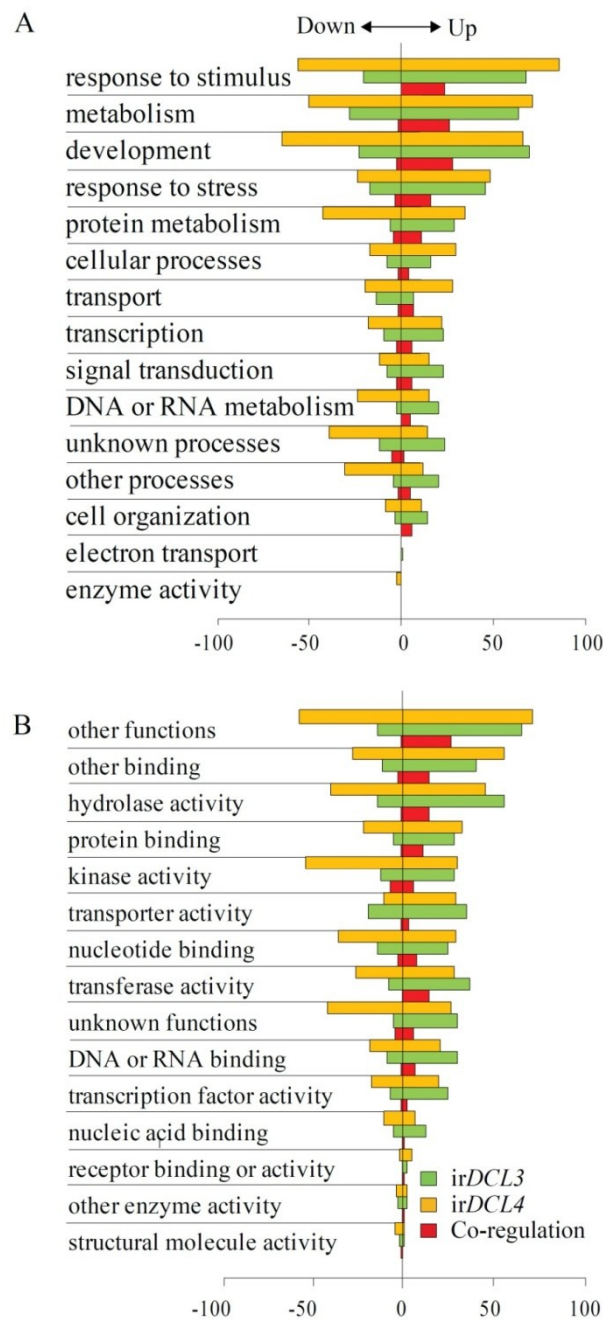 A
Down Up
response to stimulus
metabolism
development
response to stress
protein metabolism
cellular processes
transport
transcription
signal transduction
DNA or RNA metabolism
unknown processes
other processes
cell organization
electron transport
enzyme activity
-100 -50 0 50 100
B
other functions
other binding
hydrolase activity
protein binding
kinase activity
transporter activity
nucleotide binding
transferase activity
unknown functions
DNA or RNA binding
transcription factor activity
nucleic acid binding
receptor binding or activity
other enzyme activity
structural molecule activity
irDCL3
irDCL4
Co-regulation
-100 -50 0 50 100